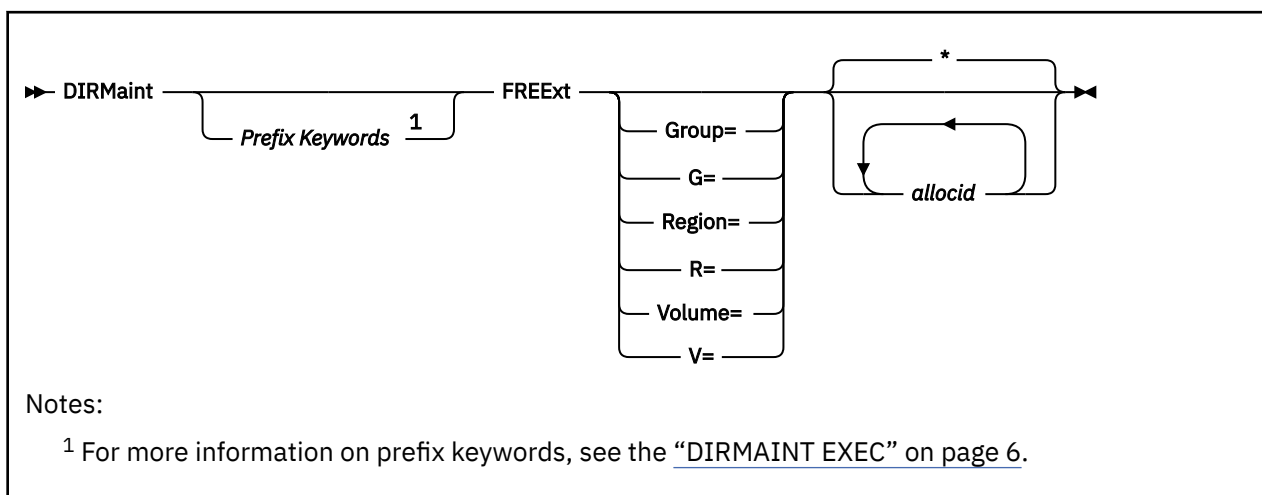 *
DIRMaint FREExt
Prefix Keywords 1
Group=
G=
Region=
R=
Volume=
V=
allocid
Notes:
1 For more information on prefix keywords, see the “DIRMAINT EXEC” on page 6.